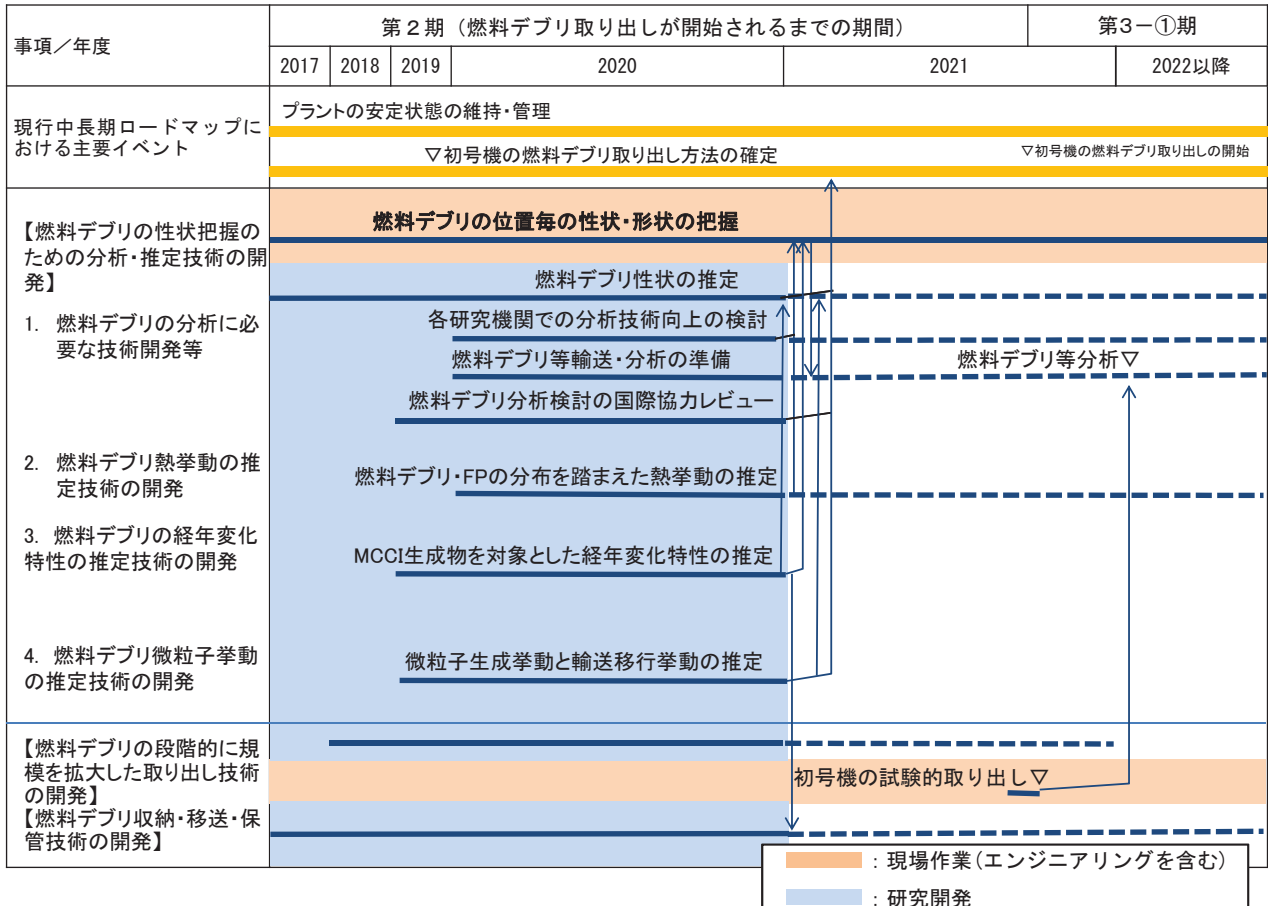 事項／年度
第２期（燃料デブリ取り出しが開始されるまでの期間）
第3－①期
2017
2018
2019
2020
2021
2022以降
現行中長期ロードマップに
おける主要イベント
プラントの安定状態の維持・管理
▽初号機の燃料デブリ取り出し方法の確定
▽初号機の燃料デブリ取り出しの開始
【燃料デブリの性状把握の
ための分析・推定技術の開
発】
燃料デブリの位置毎の性状・形状の把握
燃料デブリ性状の推定
1. 燃料デブリの分析に必
要な技術開発等
各研究機関での分析技術向上の検討
燃料デブリ等輸送・分析の準備
燃料デブリ等分析▽
燃料デブリ分析検討の国際協力レビュー
2. 燃料デブリ熱挙動の推
定技術の開発
燃料デブリ・FPの分布を踏まえた熱挙動の推定
3. 燃料デブリの経年変化
特性の推定技術の開発
MCCI生成物を対象とした経年変化特性の推定
4. 燃料デブリ微粒子挙動
の推定技術の開発
微粒子生成挙動と輸送移行挙動の推定
【燃料デブリの段階的に規
模を拡大した取り出し技術
の開発】
初号機の試験的取り出し▽
【燃料デブリ収納・移送・保
管技術の開発】
：現場作業（エンジニアリングを含む）
：研究開発